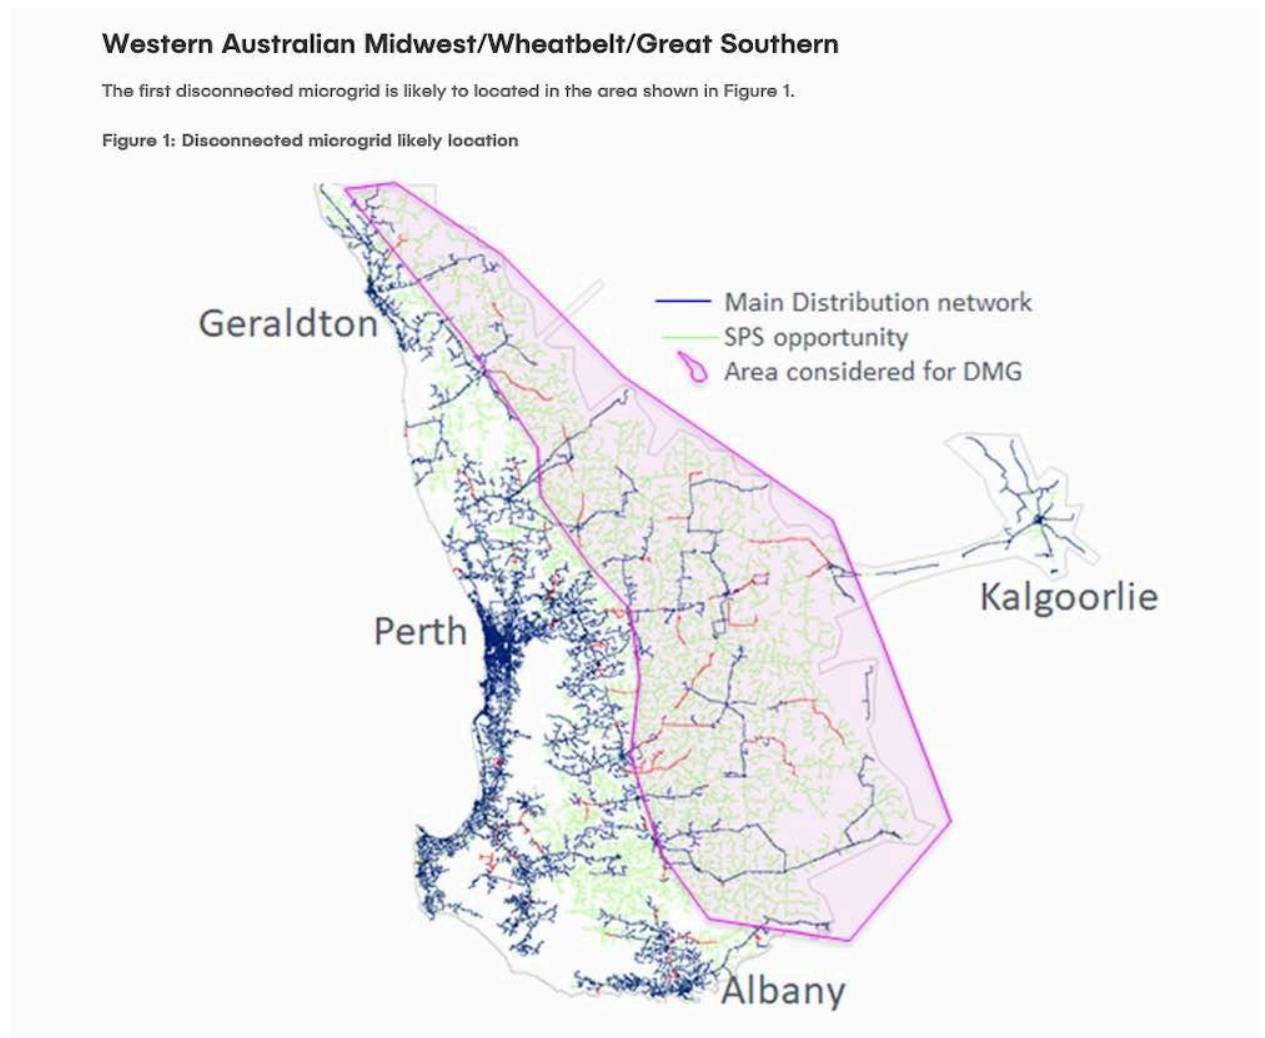 Western Australian Midwest/Wheatbelt/Great Southern
The first disconnected microgrid is likely to located in the area shown in Figure 1.
Figure 1: Disconnected microgrid likely location
Geraldton
Main Distribution network
SPS opportunity
Area considered for DMG
Kalgoorlie
Perth
Albany